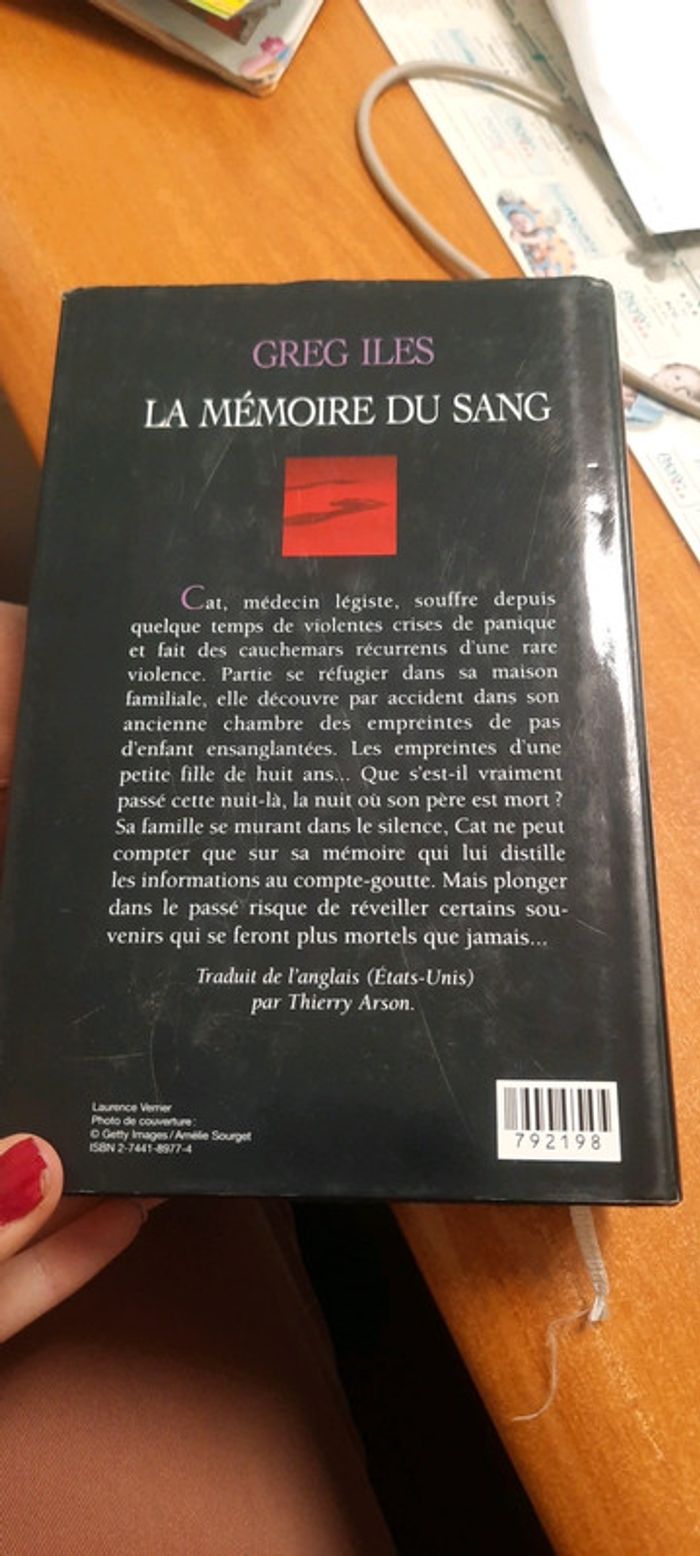 GREG ILES
LA MÉMOIRE DU SANG
Cat, médecin légiste, souffre depuis
quelque temps de violentes crises de panique
et fait des cauchemars récurrents d'une rare
violence. Partie se réfugier dans sa maison
familiale, elle découvre par accident dans son
ancienne chambre des empreintes de pas
d'enfant ensanglantées. Les empreintes d'une
petite fille de huit ans... Que s'est-il vraiment
passé cette nuit-là, la nuit où son père est mort ?
Sa famille se murant dans le silence, Cat ne peut
compter que sur sa mémoire qui lui distille
les informations au compte-goutte. Mais plonger
dans le passé risque de réveiller certains sou-
venirs qui se feront plus mortels que jamais...
Traduit de l'anglais (États-Unis)
par Thierry Arson.
Laurence Verrier
Photo de couverture :
© Getty Images / Amélie Sourget
ISBN 2-7441-8977-4
792198